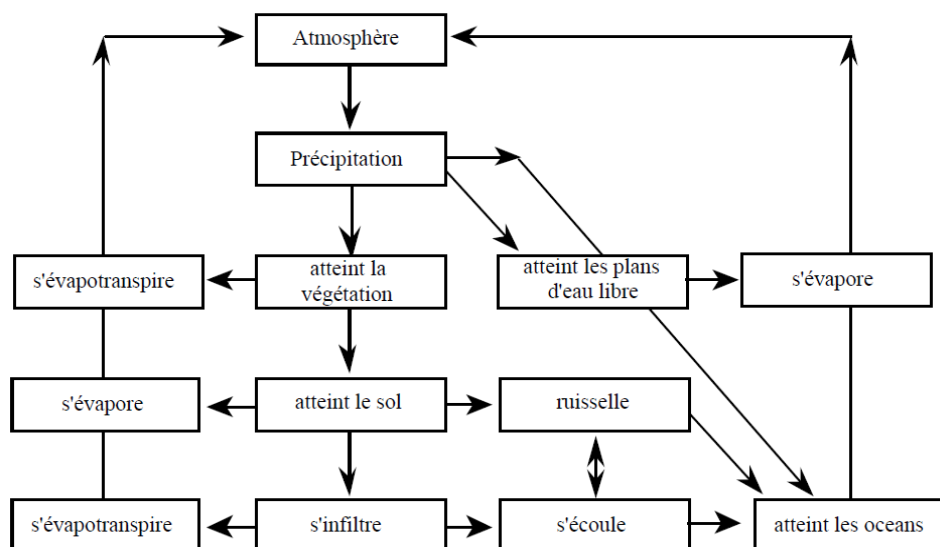 Atmosphère
Précipitation
s'évapotranspire
atteint la
végétation
atteint les plans
d'eau libre
s'évapore
s'évapore
atteint le sol
ruisselle
s'évapotranspire
s'infiltre
s'écoule
atteint les oceans